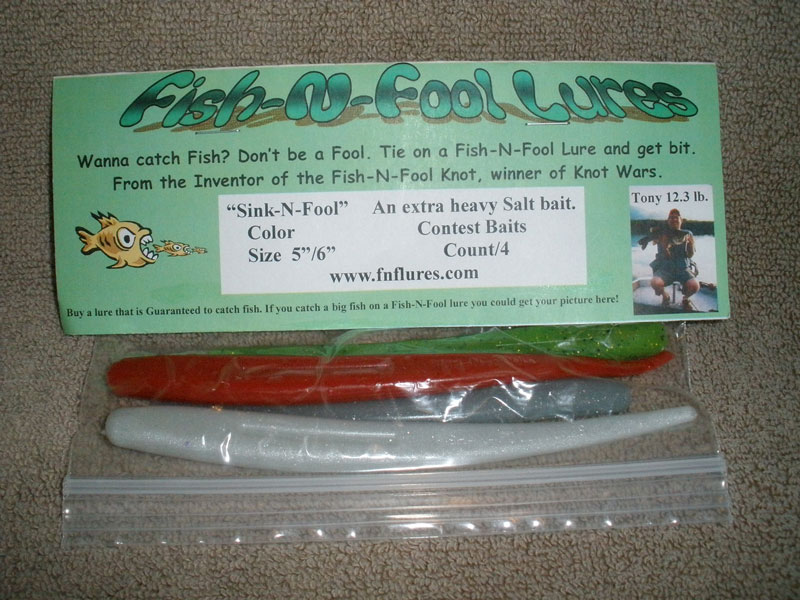 Fish-N-Fool Lures
Wanna catch Fish? Don't be a Fool. Tie on a Fish-N-Fool Lure and get bit.
From the Inventor of the Fish-N-Fool Knot, winner of Knot Wars.
"Sink-N-Fool" An extra heavy Salt bait.
Color Contest Baits
Size 5"/6" Count/4
www.fnflures.com
Tony 12.3 lb.
Buy a lure that is Guaranteed to catch fish. If you catch a big fish on a Fish-N-Fool lure you could get your picture here!